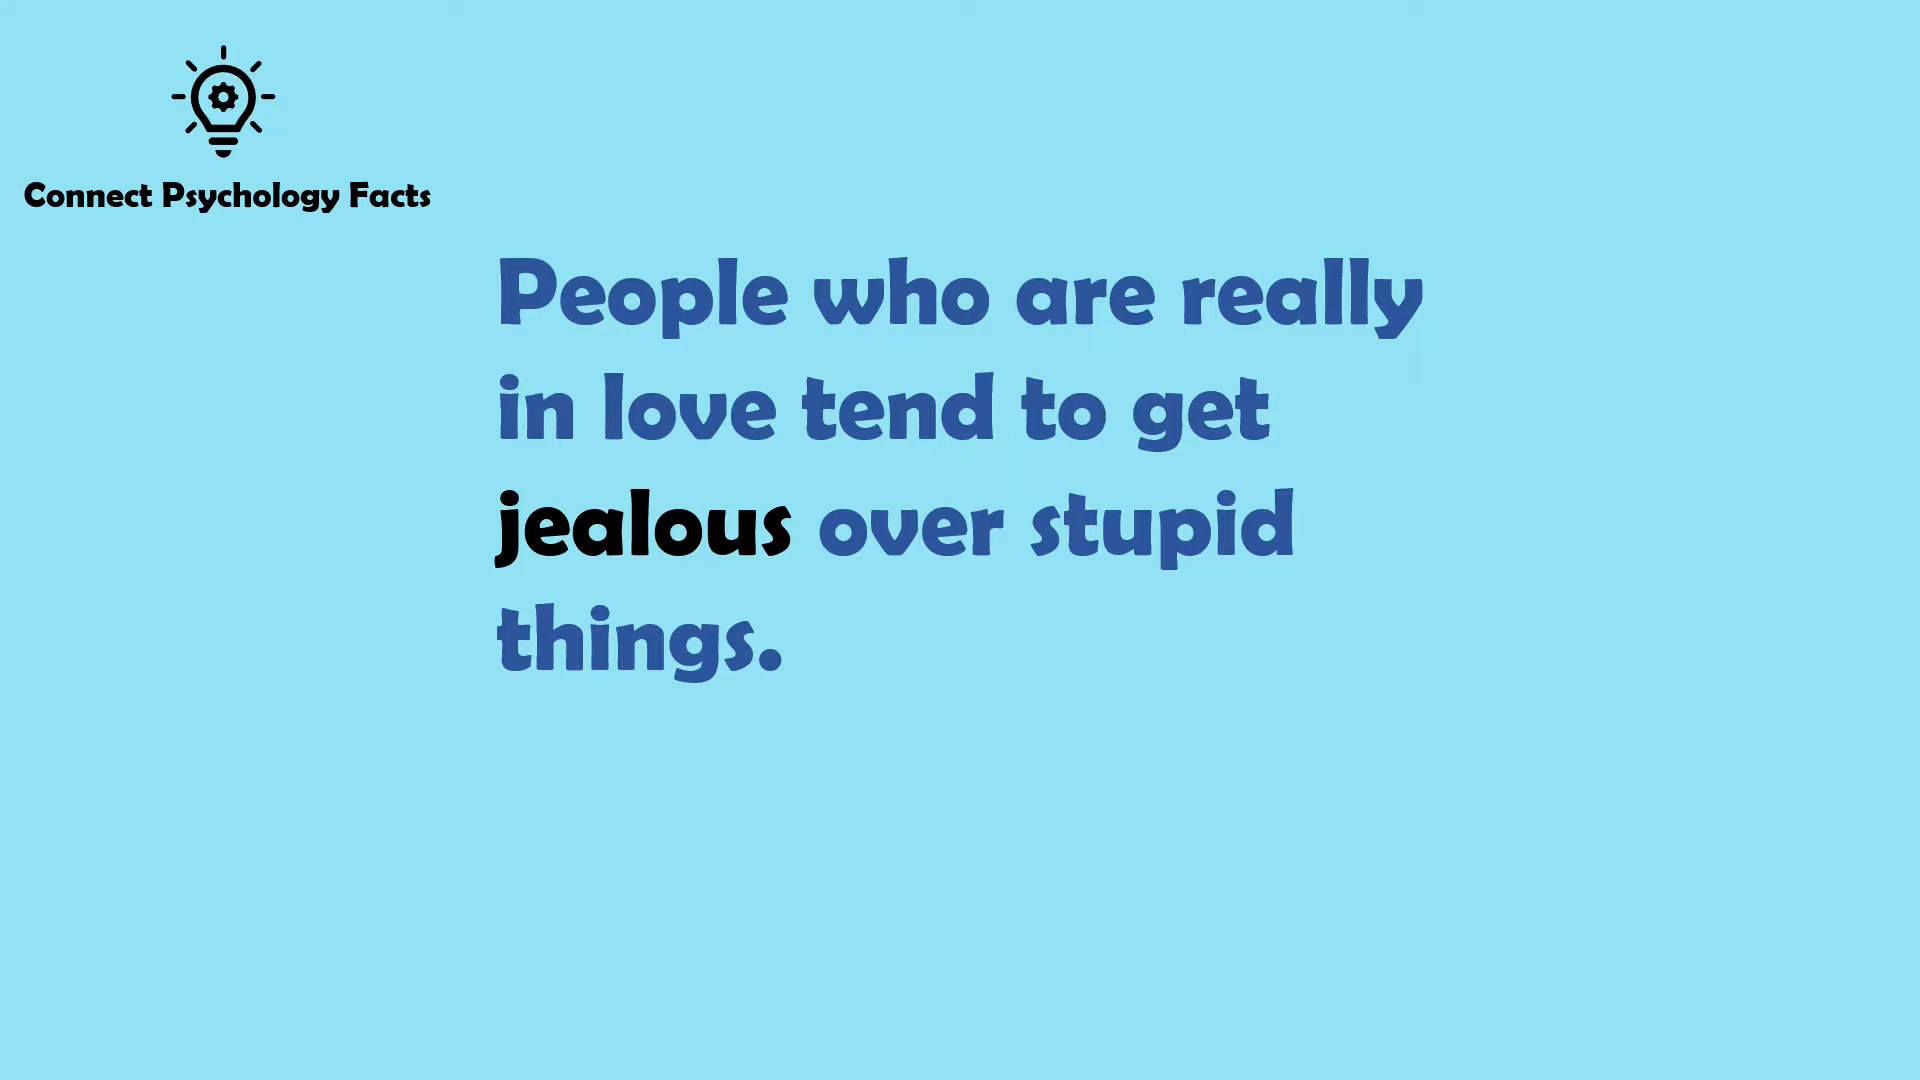 Connect Psychology Facts
People who are really
in love tend to get
jealous over stupid
things.